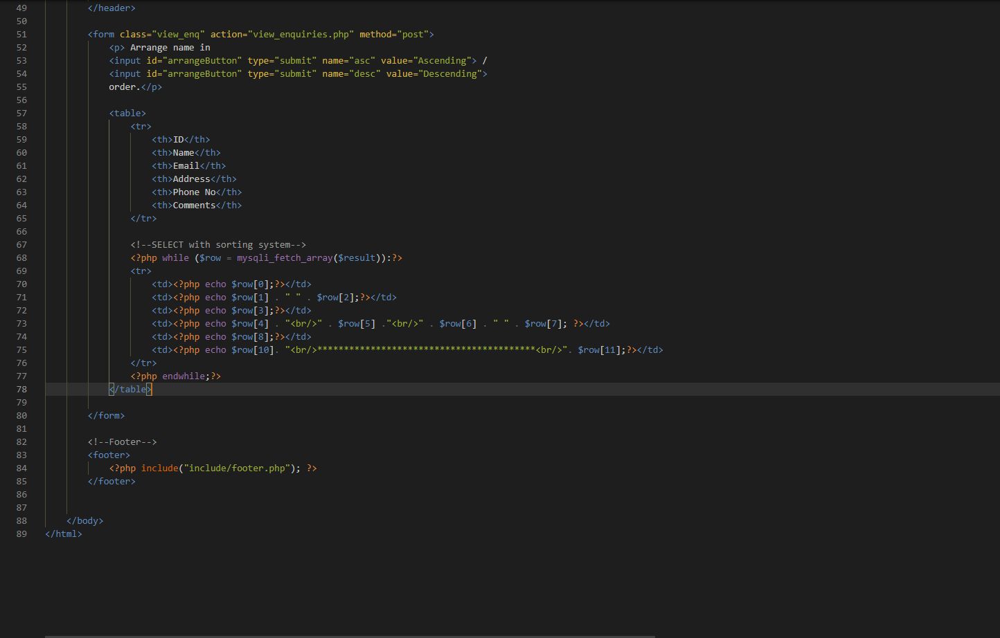 49 </header>
50
51 <form class="view_enq" action="view_enquiries.php" method="post">
52 <p> Arrange name in
53 <input id="arrangeButton" type="submit" name="asc" value="Ascending"> /
54 <input id="arrangeButton" type="submit" name="desc" value="Descending">
55 order.</p>
56
57 <table>
58 <tr>
59 <th>ID</th>
60 <th>Name</th>
61 <th>Email</th>
62 <th>Address</th>
63 <th>Phone No</th>
64 <th>Comments</th>
65 </tr>
66
67 <!--SELECT with sorting system-->
68 <?php while ($row = mysqli_fetch_array($result)):?>
69 <tr>
70 <td><?php echo $row[0];?></td>
71 <td><?php echo $row[1] . " " . $row[2];?></td>
72 <td><?php echo $row[3];?></td>
73 <td><?php echo $row[4] . "<br/>" . $row[5] ."<br/>" . $row[6] . " " . $row[7]; ?></td>
74 <td><?php echo $row[8];?></td>
75 <td><?php echo $row[10]. "<br/>*****************************************<br/>". $row[11];?></td>
76 </tr>
77 <?php endwhile;?>
78 </table>
79
80 </form>
81
82 <!--Footer-->
83 <footer>
84 <?php include("include/footer.php"); ?>
85 </footer>
86
87
88 </body>
89 </html>